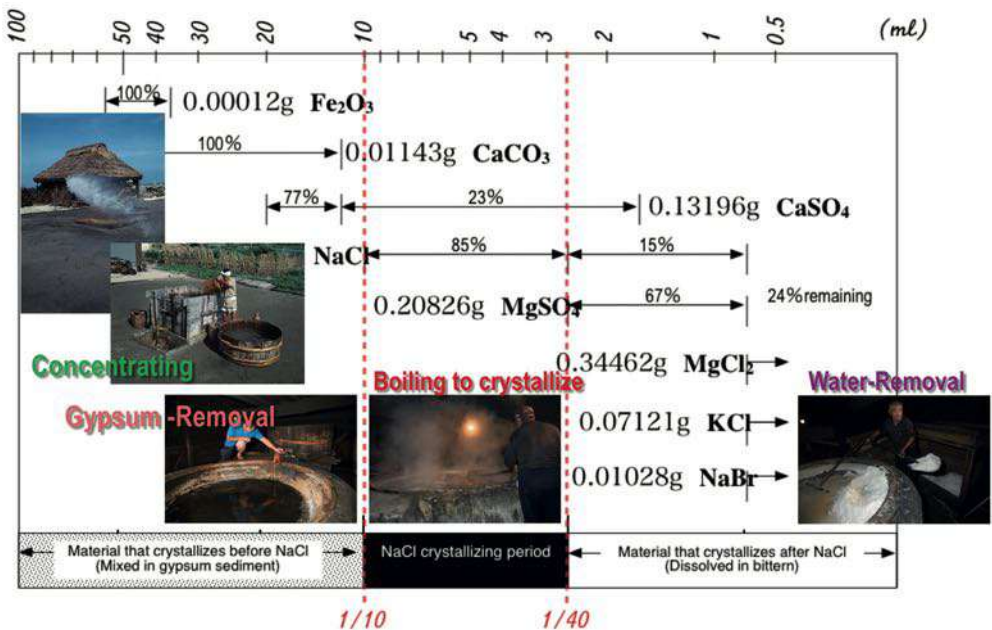 100 50 40 30 20 10 5 4 3 2 1 0.5 (ml)
100% 0.00012g Fe₂O₃
100% 0.01143g CaCO₃
77% 23% 0.13196g CaSO₄
NaCl 85% 15%
0.20826g MgSO₄ 67% 24%remaining
0.34462g MgCl₂
Concentrating
Boiling to crystallize
Water-Removal
Gypsum -Removal
0.07121g KCl
0.01028g NaBr
Material that crystallizes before NaCl
(Mixed in gypsum sediment)
NaCl crystallizing period
Material that crystallizes after NaCl
(Dissolved in bittern)
1/10 1/40